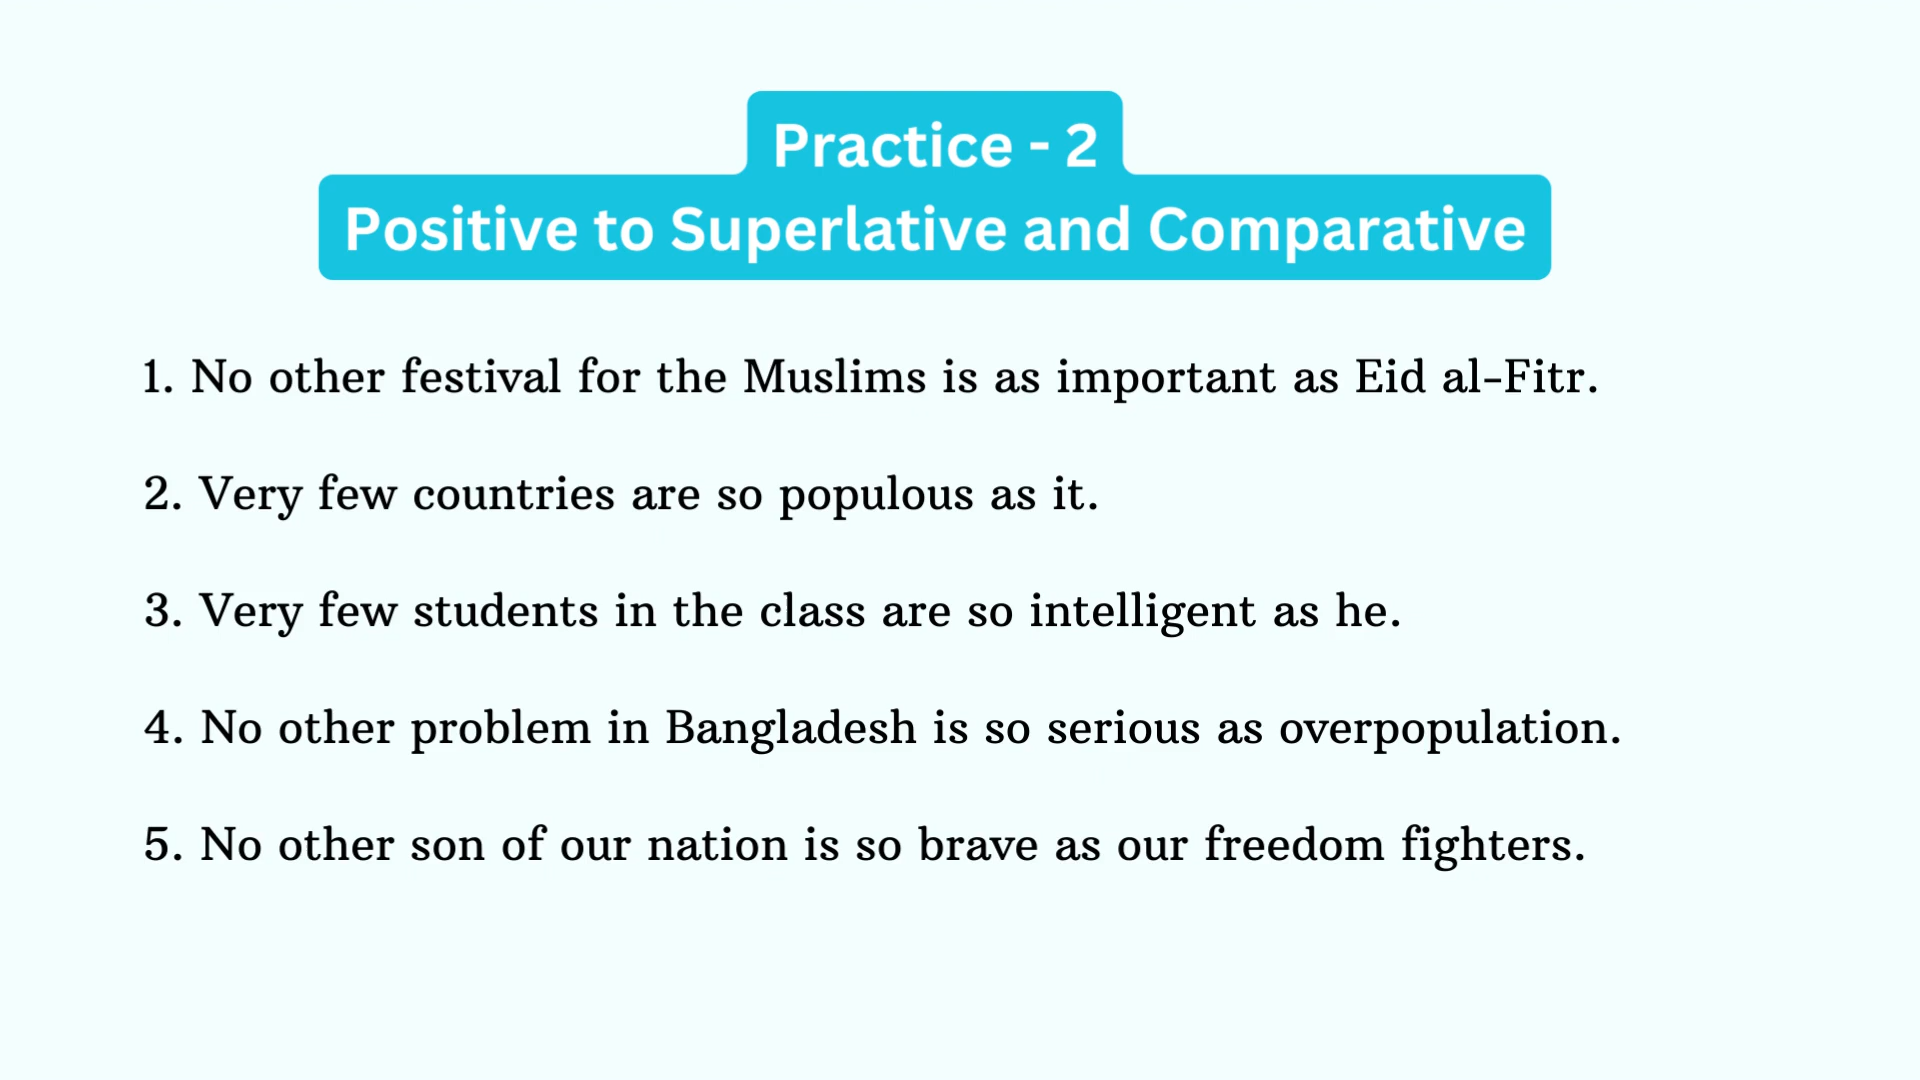 Practice - 2
Positive to Superlative and Comparative
1. No other festival for the Muslims is as important as Eid al-Fitr.
2. Very few countries are so populous as it.
3. Very few students in the class are so intelligent as he.
4. No other problem in Bangladesh is so serious as overpopulation.
5. No other son of our nation is so brave as our freedom fighters.